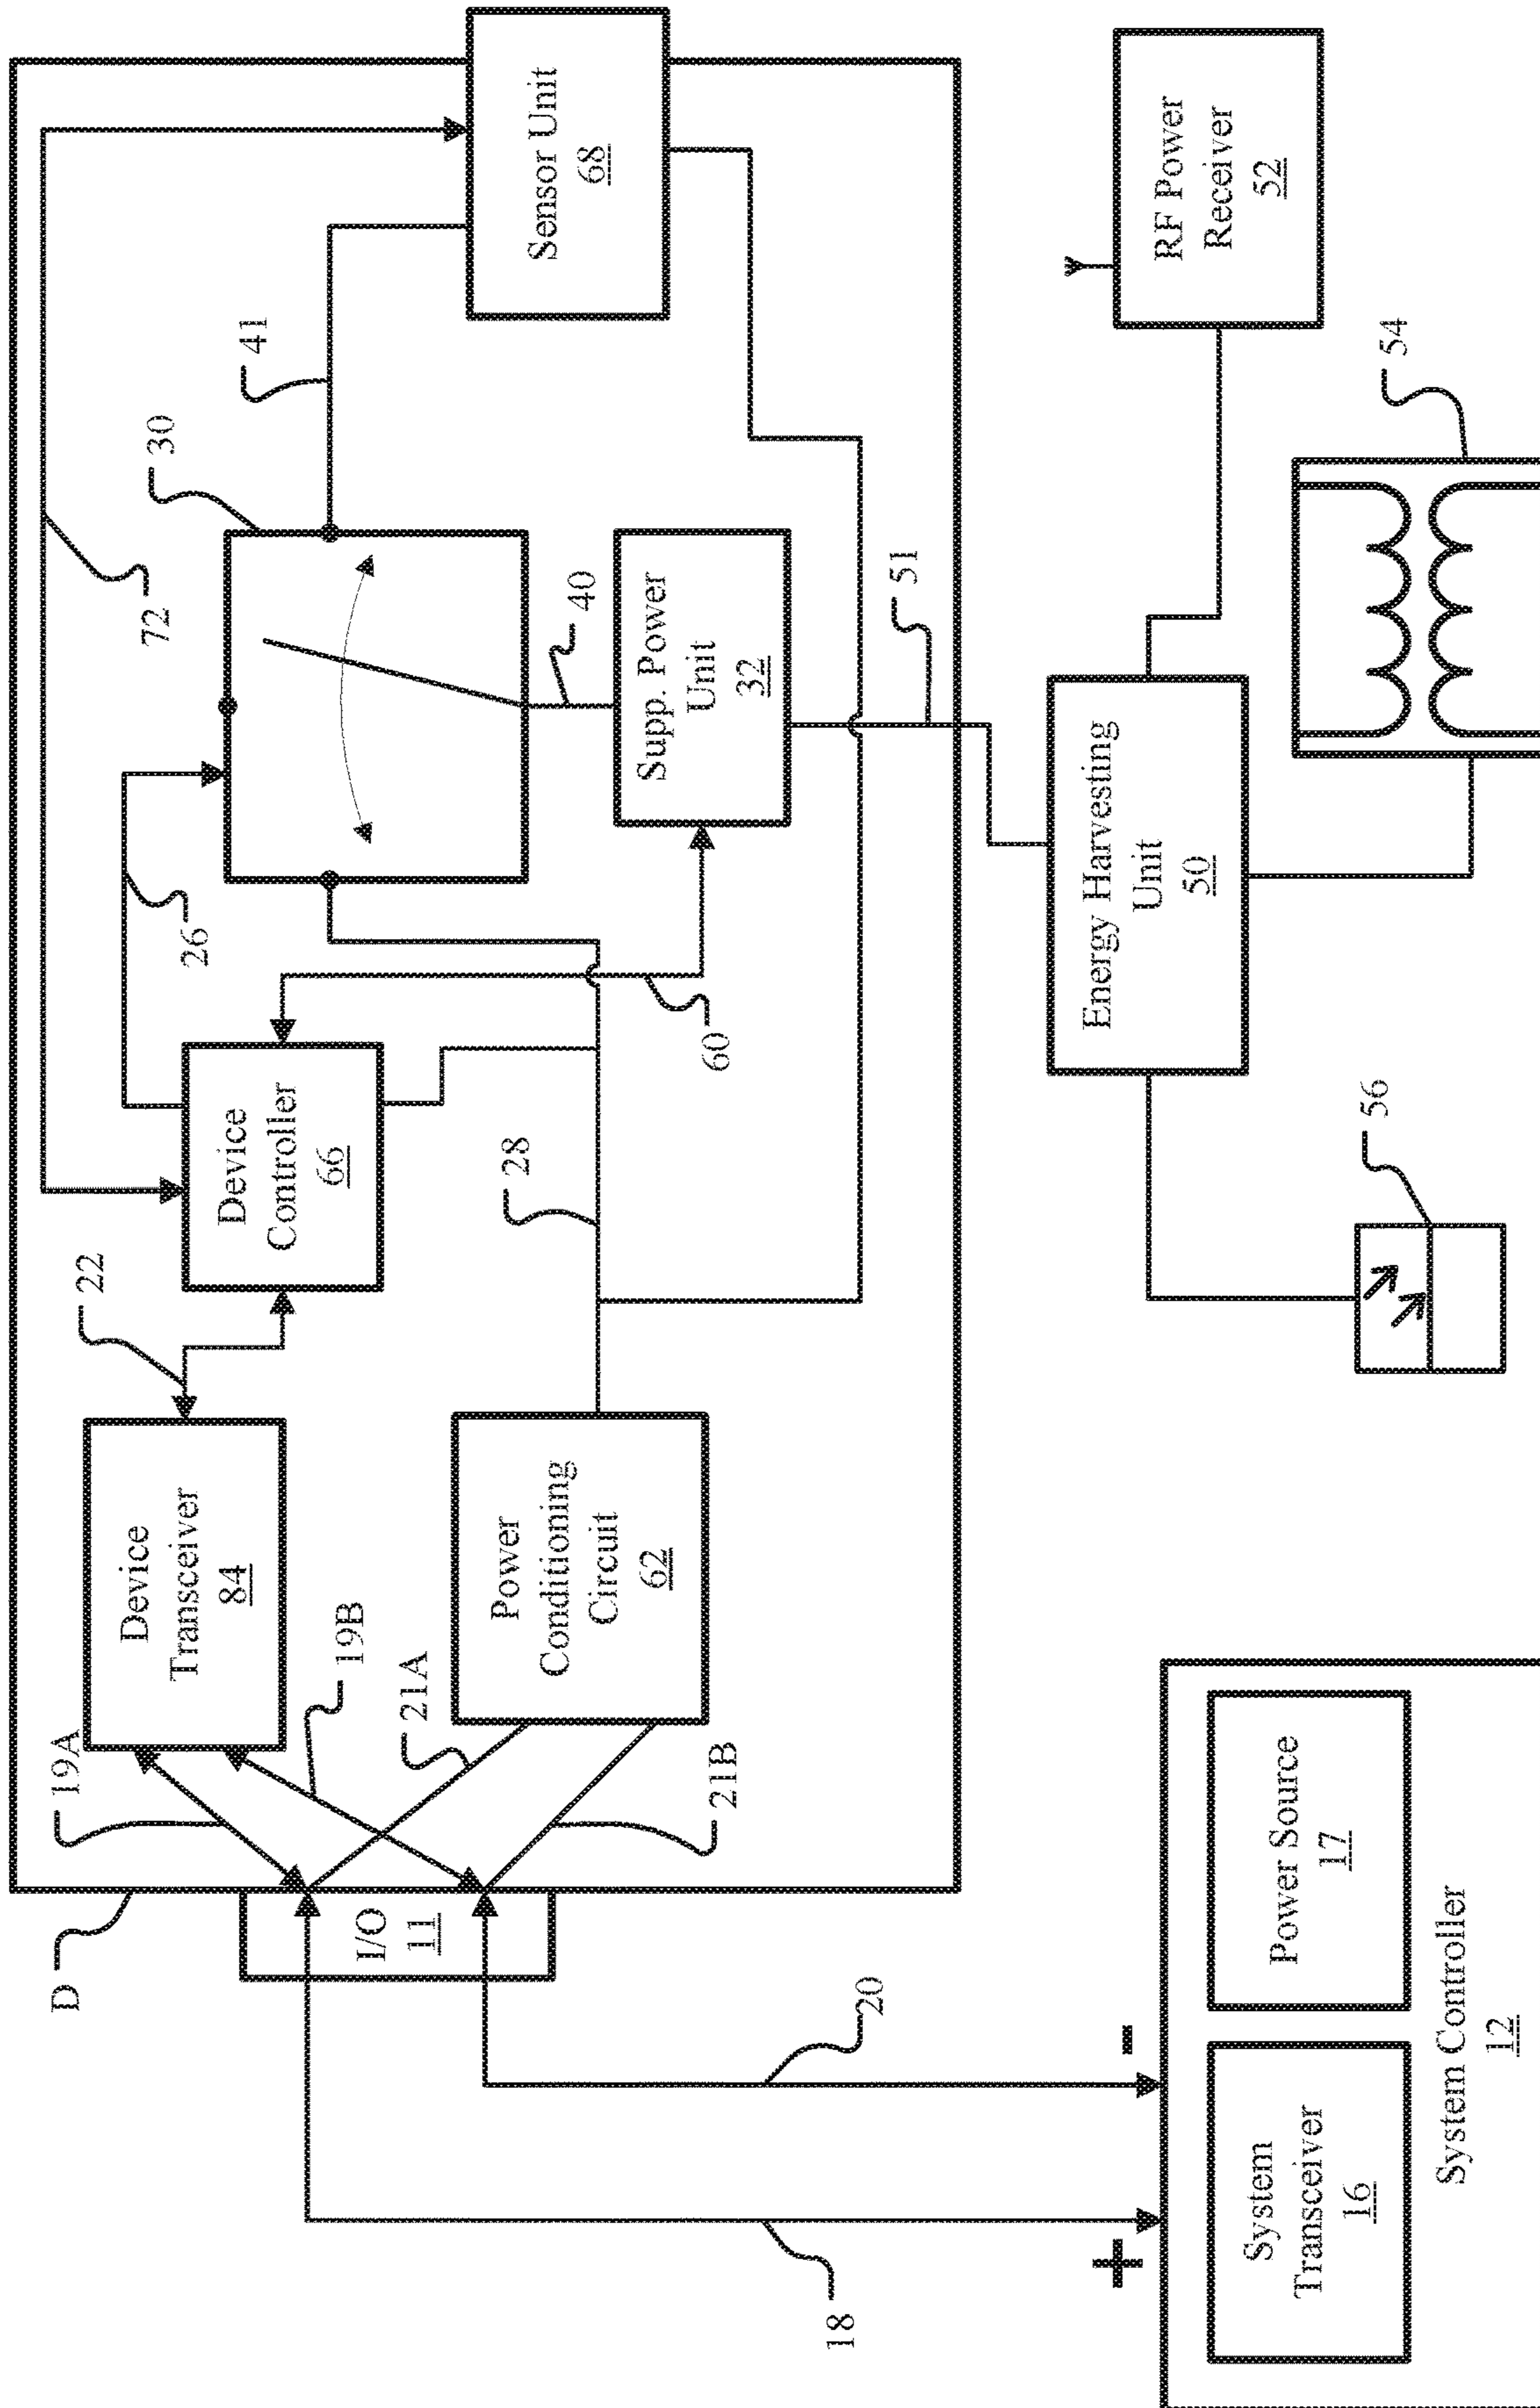 D
19A
Device
Transceiver
84
22
72
26
30
41
Device
Controller
66
Sensor Unit
68
I/O
11
19B
21A
21B
Power
Conditioning
Circuit
62
28
60
40
Supp. Power
Unit
32
51
18
20
+
-
System
Transceiver
16
Power Source
17
System Controller
12
56
Energy Harvesting
Unit
50
54
RF Power
Receiver
52